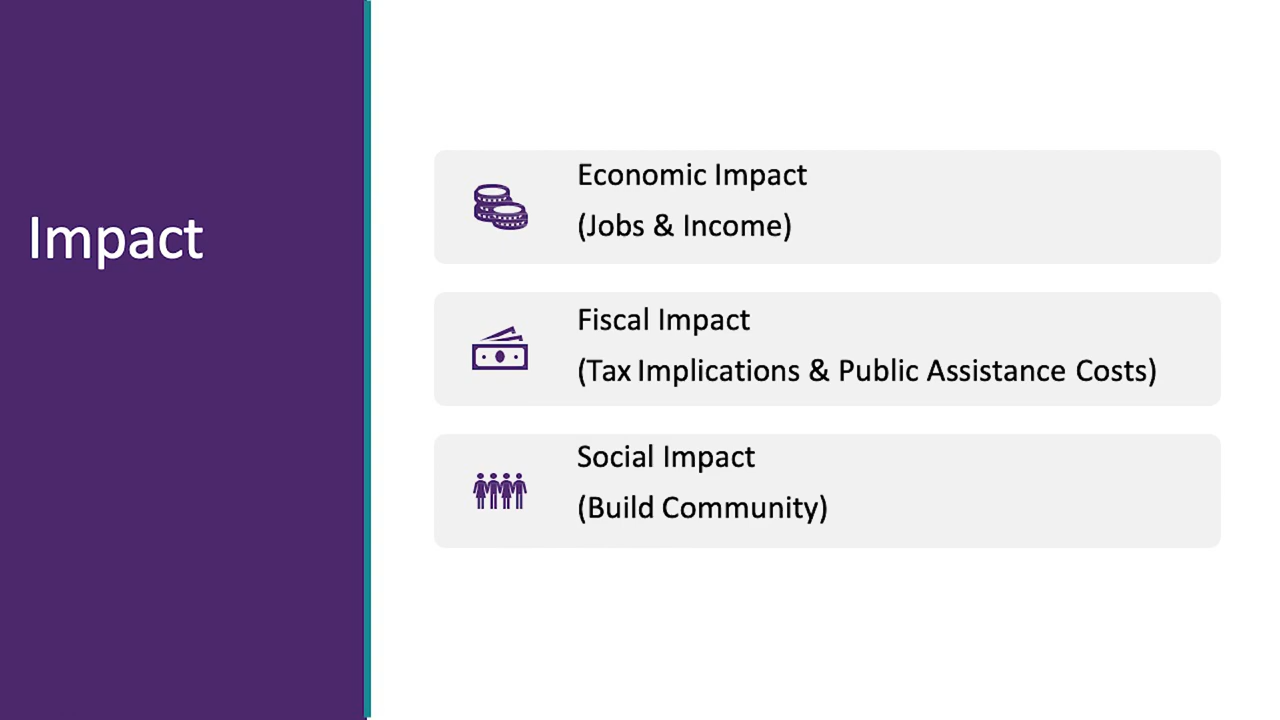 Impact
Economic Impact
(Jobs & Income)
Fiscal Impact
(Tax Implications & Public Assistance Costs)
Social Impact
(Build Community)